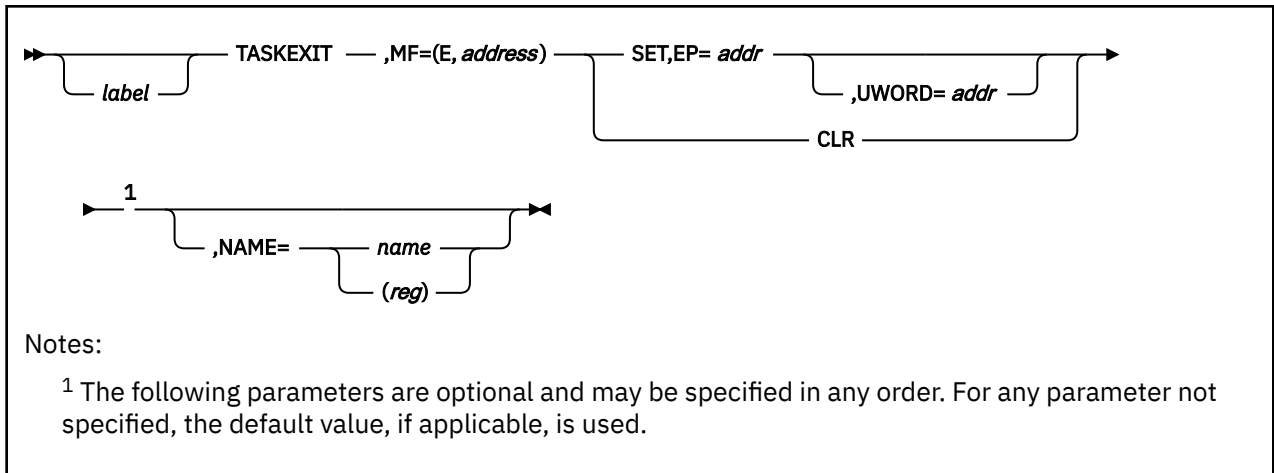 TASKEXIT ,MF=(E, address) SET,EP= addr
label ,UWORD= addr
CLR
1
,NAME= name
(reg)
Notes:
1 The following parameters are optional and may be specified in any order. For any parameter not
specified, the default value, if applicable, is used.